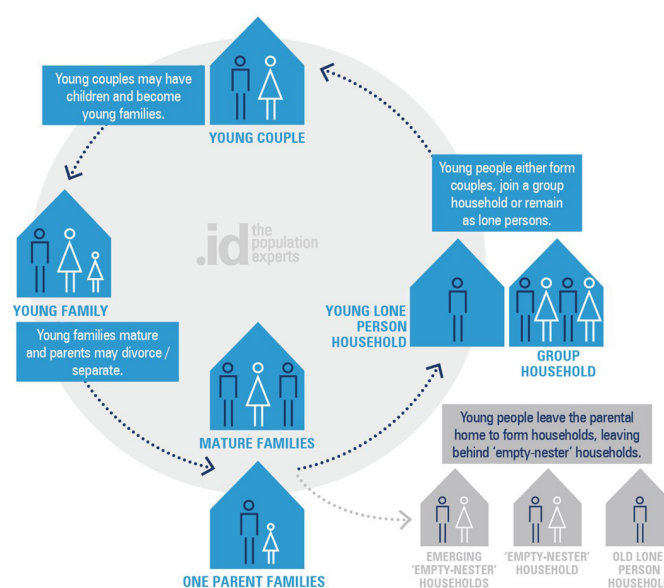 Young couples may have
children and become
young families.
YOUNG COUPLE
Young people either form
couples, join a group
household or remain
as lone persons.
.id the
population
experts
YOUNG FAMILY
YOUNG LONE
PERSON
HOUSEHOLD
GROUP
HOUSEHOLD
Young families mature
and parents may divorce /
separate.
MATURE FAMILIES
Young people leave the parental
home to form households, leaving
behind ‘empty-nester’ households.
ONE PARENT FAMILIES
EMERGING
‘EMPTY-NESTER’
HOUSEHOLDS
‘EMPTY-NESTER’
HOUSEHOLD
OLD LONE
PERSON